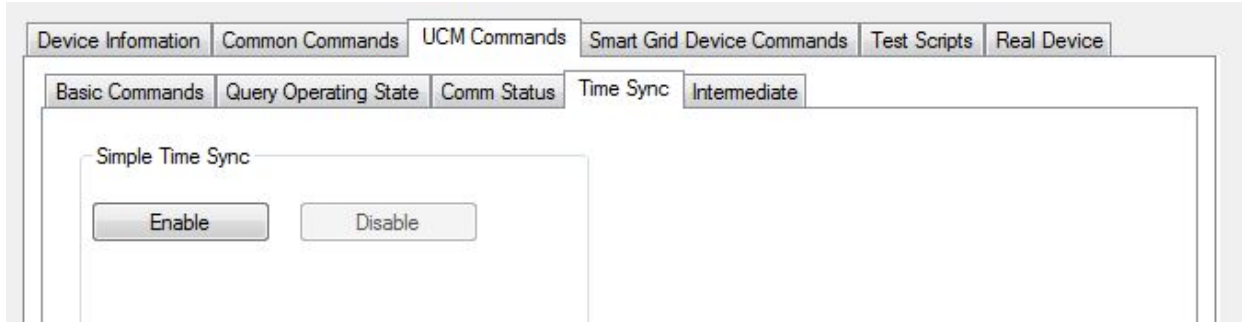 Device Information Common Commands UCM Commands Smart Grid Device Commands Test Scripts Real Device
Basic Commands Query Operating State Comm Status Time Sync Intermediate
Simple Time Sync
Enable Disable